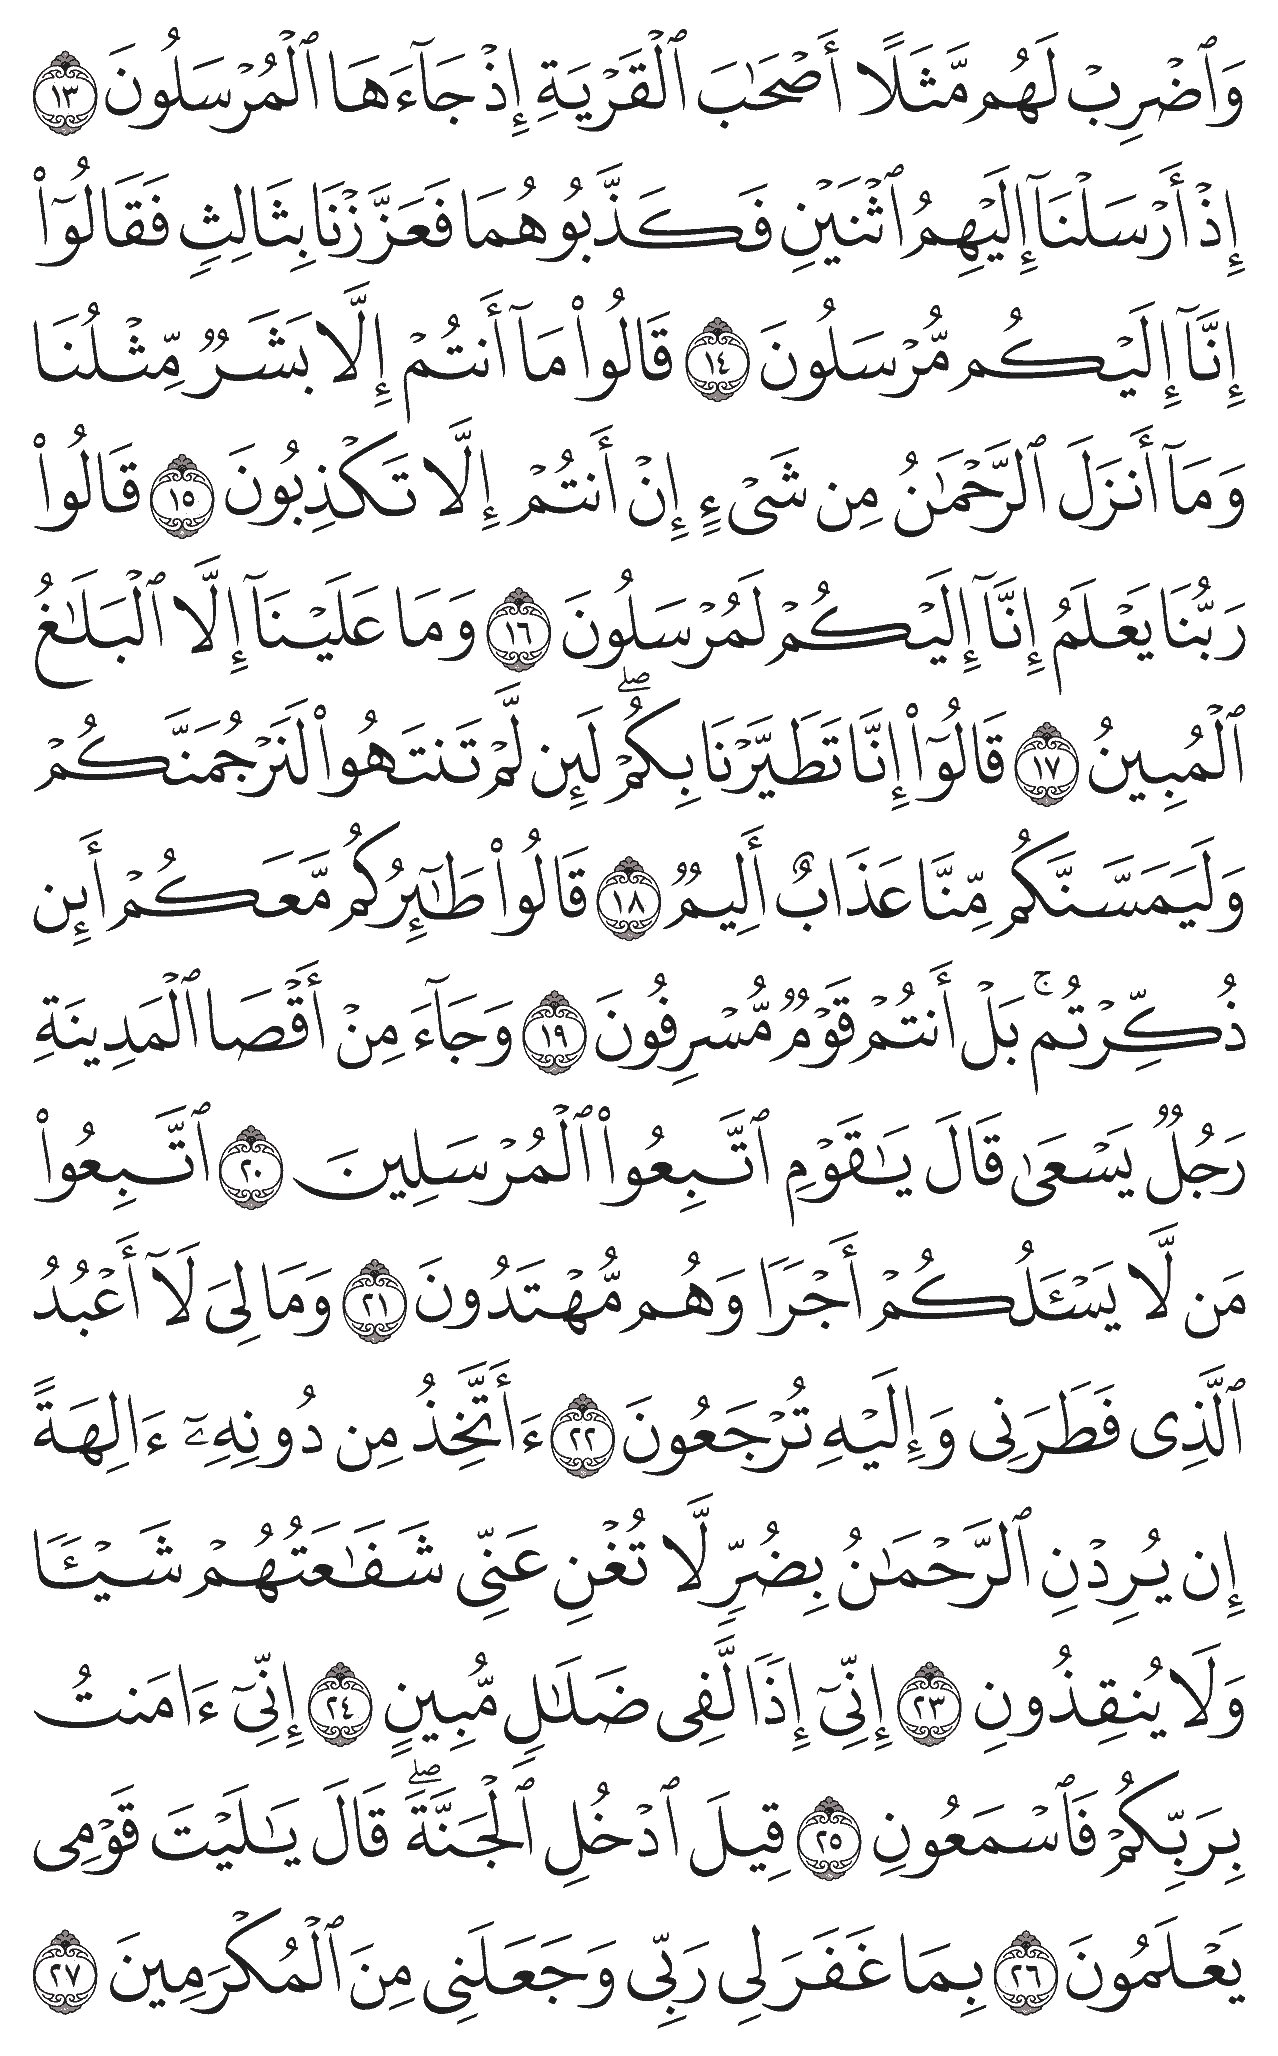 وَٱضْرِبْ لَهُم مَّثَلًا أَصْحَٰبَ ٱلْقَرْيَةِ إِذْ جَآءَهَا ٱلْمُرْسَلُونَ ١٣
إِذْ أَرْسَلْنَآ إِلَيْهِمُ ٱثْنَيْنِ فَكَذَّبُوهُمَا فَعَزَّزْنَا بِثَالِثٍ فَقَالُوٓا۟
إِنَّآ إِلَيْكُم مُّرْسَلُونَ ١٤ قَالُوا۟ مَآ أَنتُمْ إِلَّا بَشَرٌ مِّثْلُنَا
وَمَآ أَنزَلَ ٱلرَّحْمَٰنُ مِن شَىْءٍ إِنْ أَنتُمْ إِلَّا تَكْذِبُونَ ١٥ قَالُوا۟
رَبُّنَا يَعْلَمُ إِنَّآ إِلَيْكُمْ لَمُرْسَلُونَ ١٦ وَمَا عَلَيْنَآ إِلَّا ٱلْبَلَٰغُ
ٱلْمُبِينُ ١٧ قَالُوٓا۟ إِنَّا تَطَيَّرْنَا بِكُمْ ۖ لَئِن لَّمْ تَنتَهُوا۟ لَنَرْجُمَنَّكُمْ
وَلَيَمَسَّنَّكُم مِّنَّا عَذَابٌ أَلِيمٌ ١٨ قَالُوا۟ طَٰٓئِرُكُم مَّعَكُمْ أَئِن
ذُكِّرْتُم ۚ بَلْ أَنتُمْ قَوْمٌ مُّسْرِفُونَ ١٩ وَجَآءَ مِنْ أَقْصَا ٱلْمَدِينَةِ
رَجُلٌ يَسْعَىٰ قَالَ يَٰقَوْمِ ٱتَّبِعُوا۟ ٱلْمُرْسَلِينَ ٢٠ ٱتَّبِعُوا۟
مَن لَّا يَسْـَٔلُكُمْ أَجْرًا وَهُم مُّهْتَدُونَ ٢١ وَمَا لِىَ لَآ أَعْبُدُ
ٱلَّذِى فَطَرَنِى وَإِلَيْهِ تُرْجَعُونَ ٢٢ ءَأَتَّخِذُ مِن دُونِهِۦٓ ءَالِهَةً
إِن يُرِدْنِ ٱلرَّحْمَٰنُ بِضُرٍّ لَّا تُغْنِ عَنِّى شَفَٰعَتُهُمْ شَيْـًٔا
وَلَا يُنقِذُونِ ٢٣ إِنِّىٓ إِذًا لَّفِى ضَلَٰلٍ مُّبِينٍ ٢٤ إِنِّىٓ ءَامَنتُ
بِرَبِّكُمْ فَٱسْمَعُونِ ٢٥ قِيلَ ٱدْخُلِ ٱلْجَنَّةَ ۖ قَالَ يَٰلَيْتَ قَوْمِى
يَعْلَمُونَ ٢٦ بِمَا غَفَرَ لِى رَبِّى وَجَعَلَنِى مِنَ ٱلْمُكْرَمِينَ ٢٧